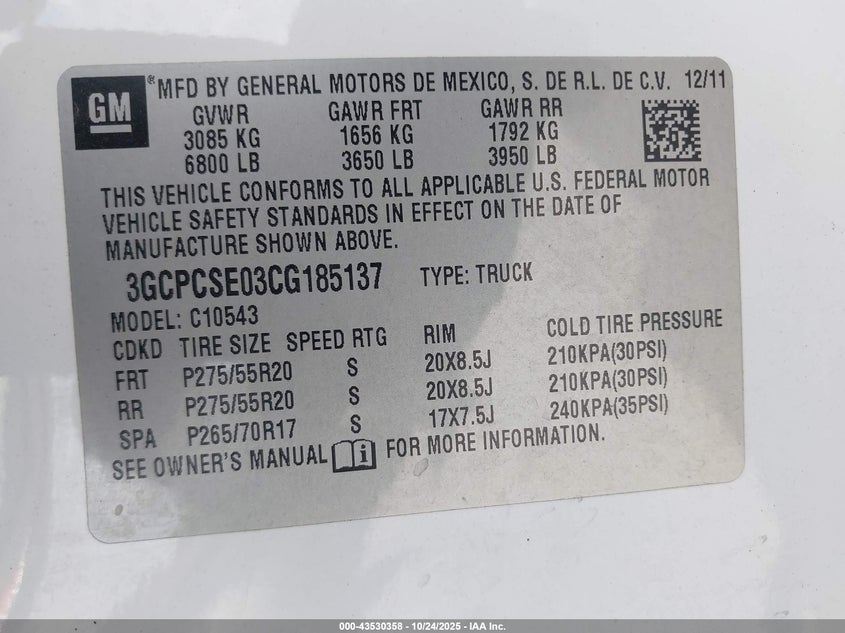 GM ® MFD BY GENERAL MOTORS DE MEXICO, S. DE R.L. DE C.V. 12/11
GVWR GAWR FRT GAWR RR
3085 KG 1656 KG 1792 KG
6800 LB 3650 LB 3950 LB
THIS VEHICLE CONFORMS TO ALL APPLICABLE U.S. FEDERAL MOTOR
VEHICLE SAFETY STANDARDS IN EFFECT ON THE DATE OF
MANUFACTURE SHOWN ABOVE.
3GCPCSE03CG185137 TYPE: TRUCK
MODEL: C10543
CDKD TIRE SIZE SPEED RTG RIM COLD TIRE PRESSURE
FRT P275/55R20 S 20X8.5J 210KPA(30PSI)
RR P275/55R20 S 20X8.5J 210KPA(30PSI)
SPA P265/70R17 S 17X7.5J 240KPA(35PSI)
SEE OWNER'S MANUAL i FOR MORE INFORMATION.
000-43530358 - 10/24/2025 - IAA Inc.